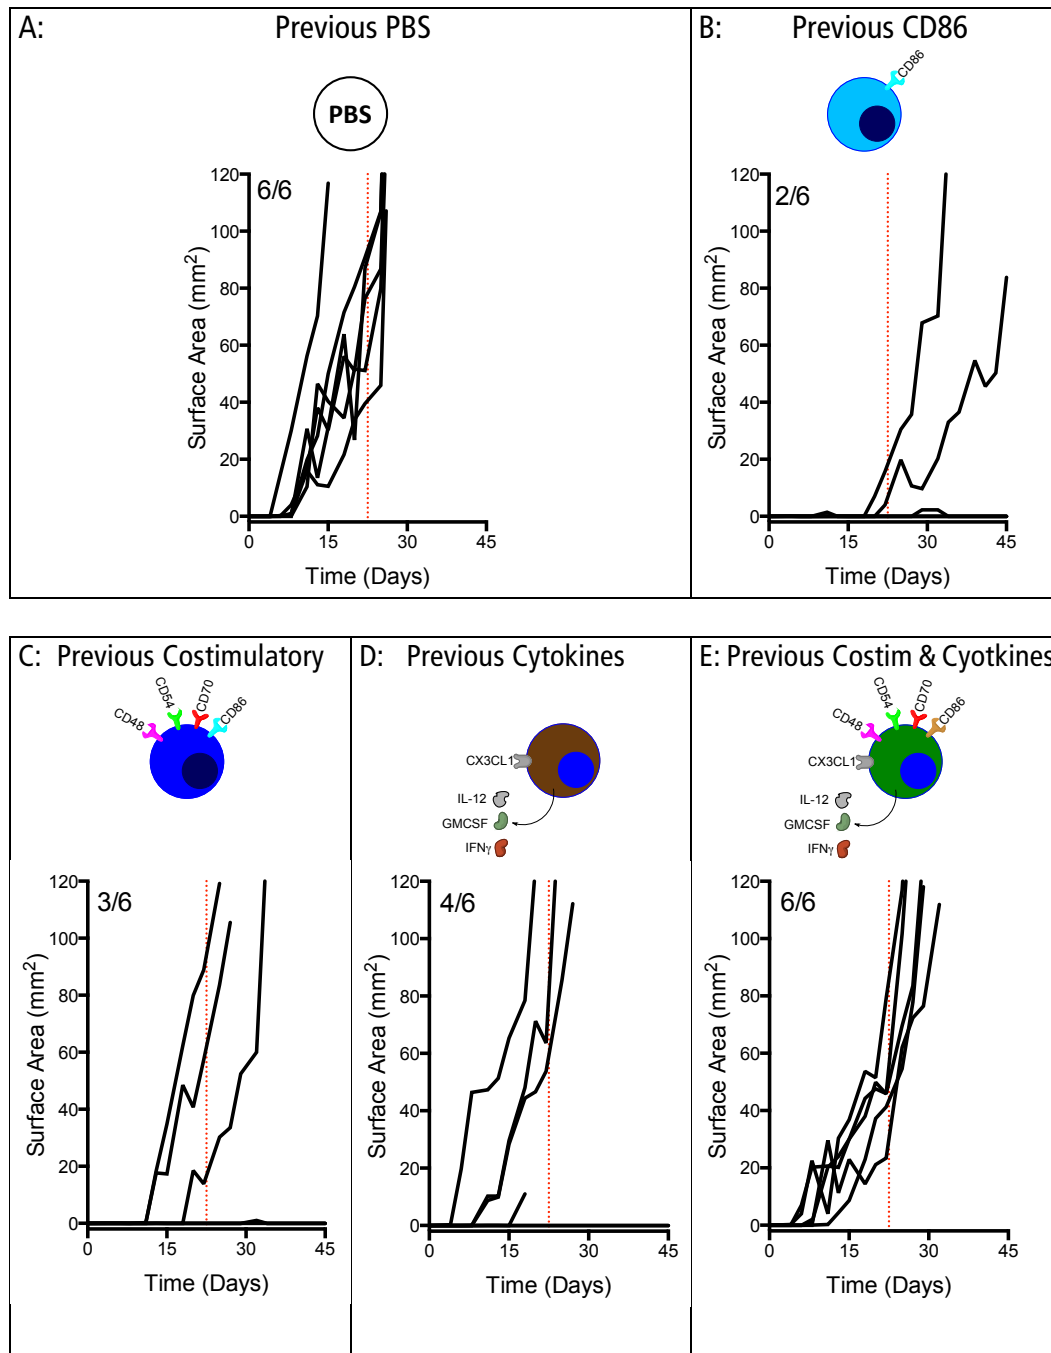 A: Previous PBS
PBS
6/6
120
100
80
60
40
20
0
Surface Area (mm2)
0 15 30 45
Time (Days)
B: Previous CD86
CD86
2/6
120
100
80
60
40
20
0
Surface Area (mm2)
0 15 30 45
Time (Days)
C: Previous Costimulatory
CD48
CD54
CD70
CD86
3/6
120
100
80
60
40
20
0
Surface Area (mm2)
0 15 30 45
Time (Days)
D: Previous Cytokines
CX3CL1
IL-12
GMCSF
IFNγ
4/6
120
100
80
60
40
20
0
Surface Area (mm2)
0 15 30 45
Time (Days)
E: Previous Costim & Cyotkines
CD48
CD54
CD70
CD86
CX3CL1
IL-12
GMCSF
IFNγ
6/6
120
100
80
60
40
20
0
Surface Area (mm2)
0 15 30 45
Time (Days)